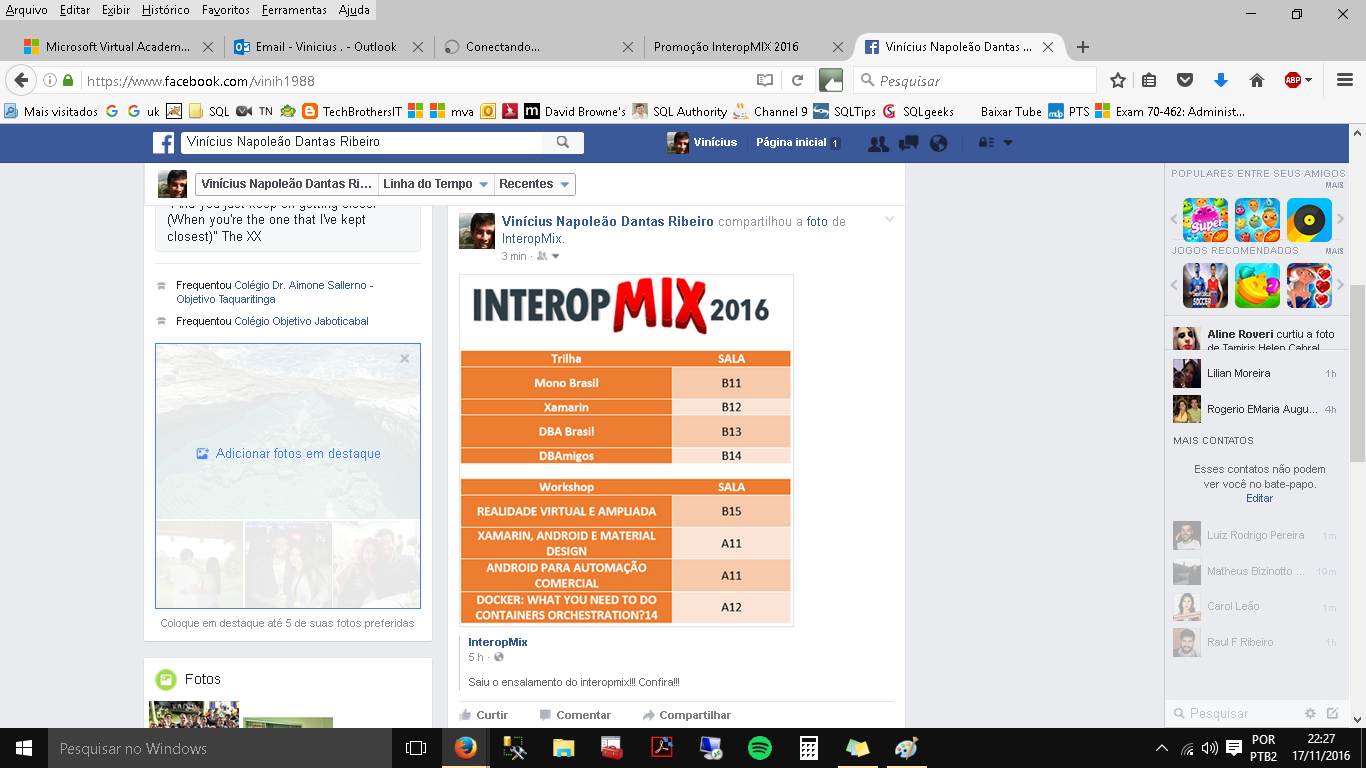 Arquivo Editar Exibir Histórico Favoritos Ferramentas Ajuda
Microsoft Virtual Academ...
Email - Vinicius . - Outlook
Conectando...
Promoção InteropMIX 2016
Vinícius Napoleão Dantas ...
https://www.facebook.com/vinih1988
Pesquisar
ABP
Mais visitados G G uk SQL TN TechBrothersIT mva David Browne's SQL Authority Channel 9 SQLTips SQLgeeks Baixar Tube PTS Exam 70-462: Administ...
Vinícius Napoleão Dantas Ribeiro
Vinícius
Página inicial 1
Vinícius Napoleão Dantas Ri...
Linha do Tempo
Recentes
"And you just keep on getting closer
(When you're the one that I've kept
closest)" The XX
Frequentou Colégio Dr. Aimone Sallerno -
Objetivo Taquaritinga
Frequentou Colégio Objetivo Jaboticabal
Adicionar fotos em destaque
Coloque em destaque até 5 de suas fotos preferidas
Fotos
Vinícius Napoleão Dantas Ribeiro compartilhou a foto de
InteropMix.
3 min ·
INTEROPMIX 2016
Trilha SALA
Mono Brasil B11
Xamarin B12
DBA Brasil B13
DBAmigos B14
Workshop SALA
REALIDADE VIRTUAL E AMPLIADA B15
XAMARIN, ANDROID E MATERIAL
DESIGN
A11
ANDROID PARA AUTOMAÇÃO
COMERCIAL
A11
DOCKER: WHAT YOU NEED TO DO
CONTAINERS ORCHESTRATION?14
A12
InteropMix
5 h ·
Saiu o ensalamento do interopmix!!! Confira!!!
Curtir Comentar Compartilhar
POPULARES ENTRE SEUS AMIGOS
MAIS
Super
JOGOS RECOMENDADOS MAIS
SOCCER
Aline Roveri curtiu a foto
de Tamiris Helen Cabral
Lilian Moreira 1h
Rogerio EMaria Augu... 4h
MAIS CONTATOS
Esses contatos não podem
ver você no bate-papo.
Editar
Luiz Rodrigo Pereira 1m
Matheus Bizinotto ... 19m
Carol Leão 1m
Raul F Ribeiro 1h
Pesquisar
Pesquisar no Windows
POR
PTB2
22:27
17/11/2016